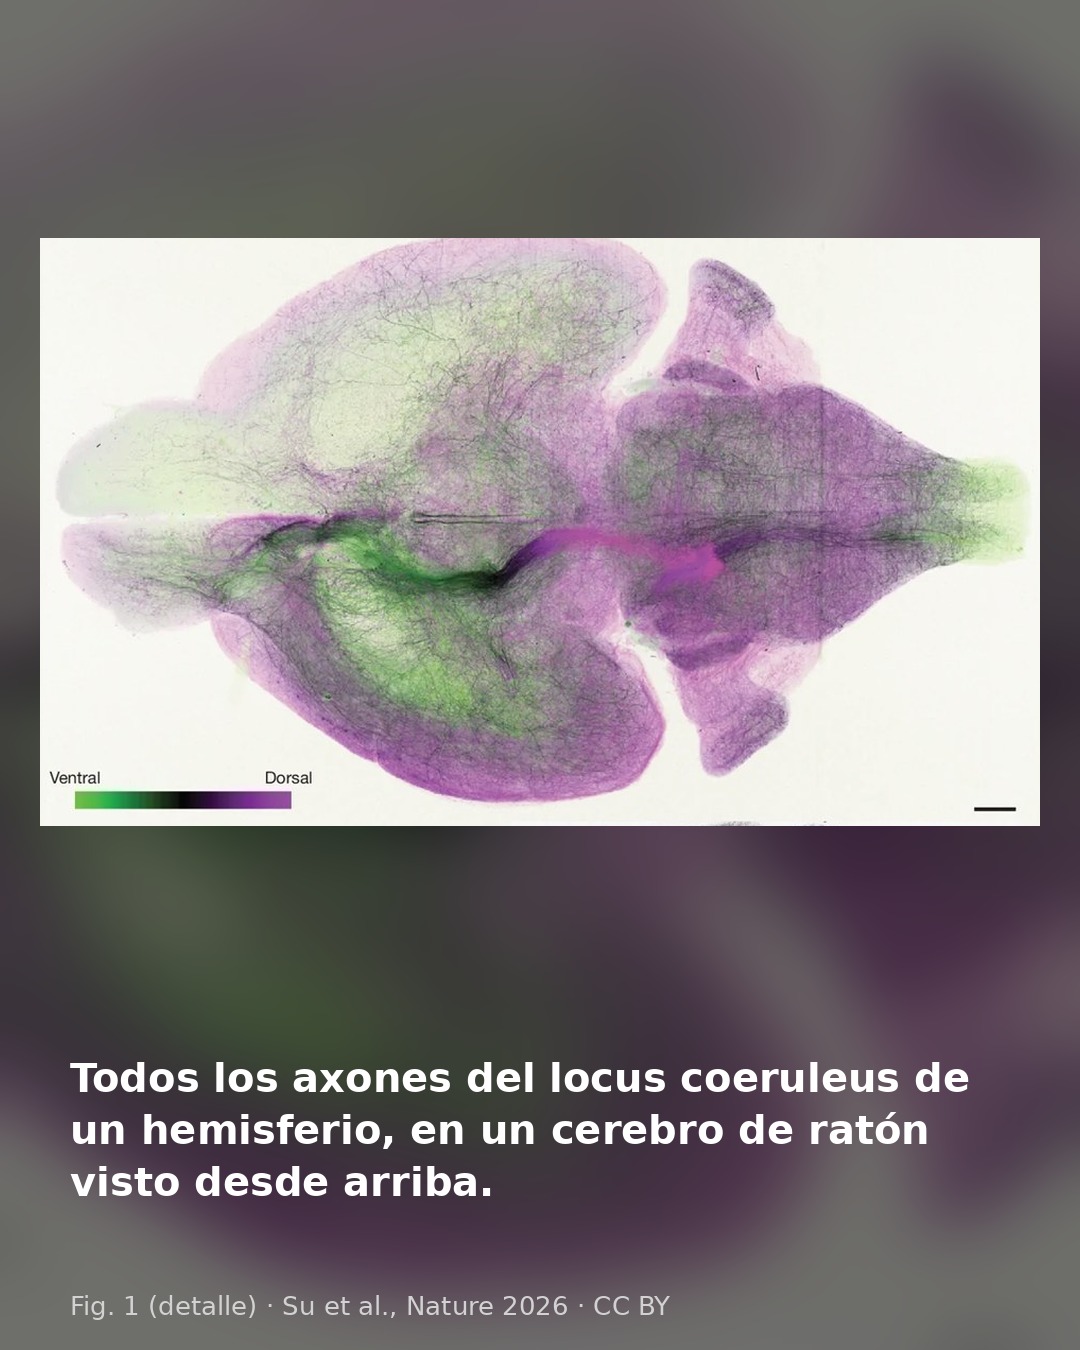 Ventral Dorsal
Todos los axones del locus coeruleus de
un hemisferio, en un cerebro de ratón
visto desde arriba.
Fig. 1 (detalle) · Su et al., Nature 2026 · CC BY